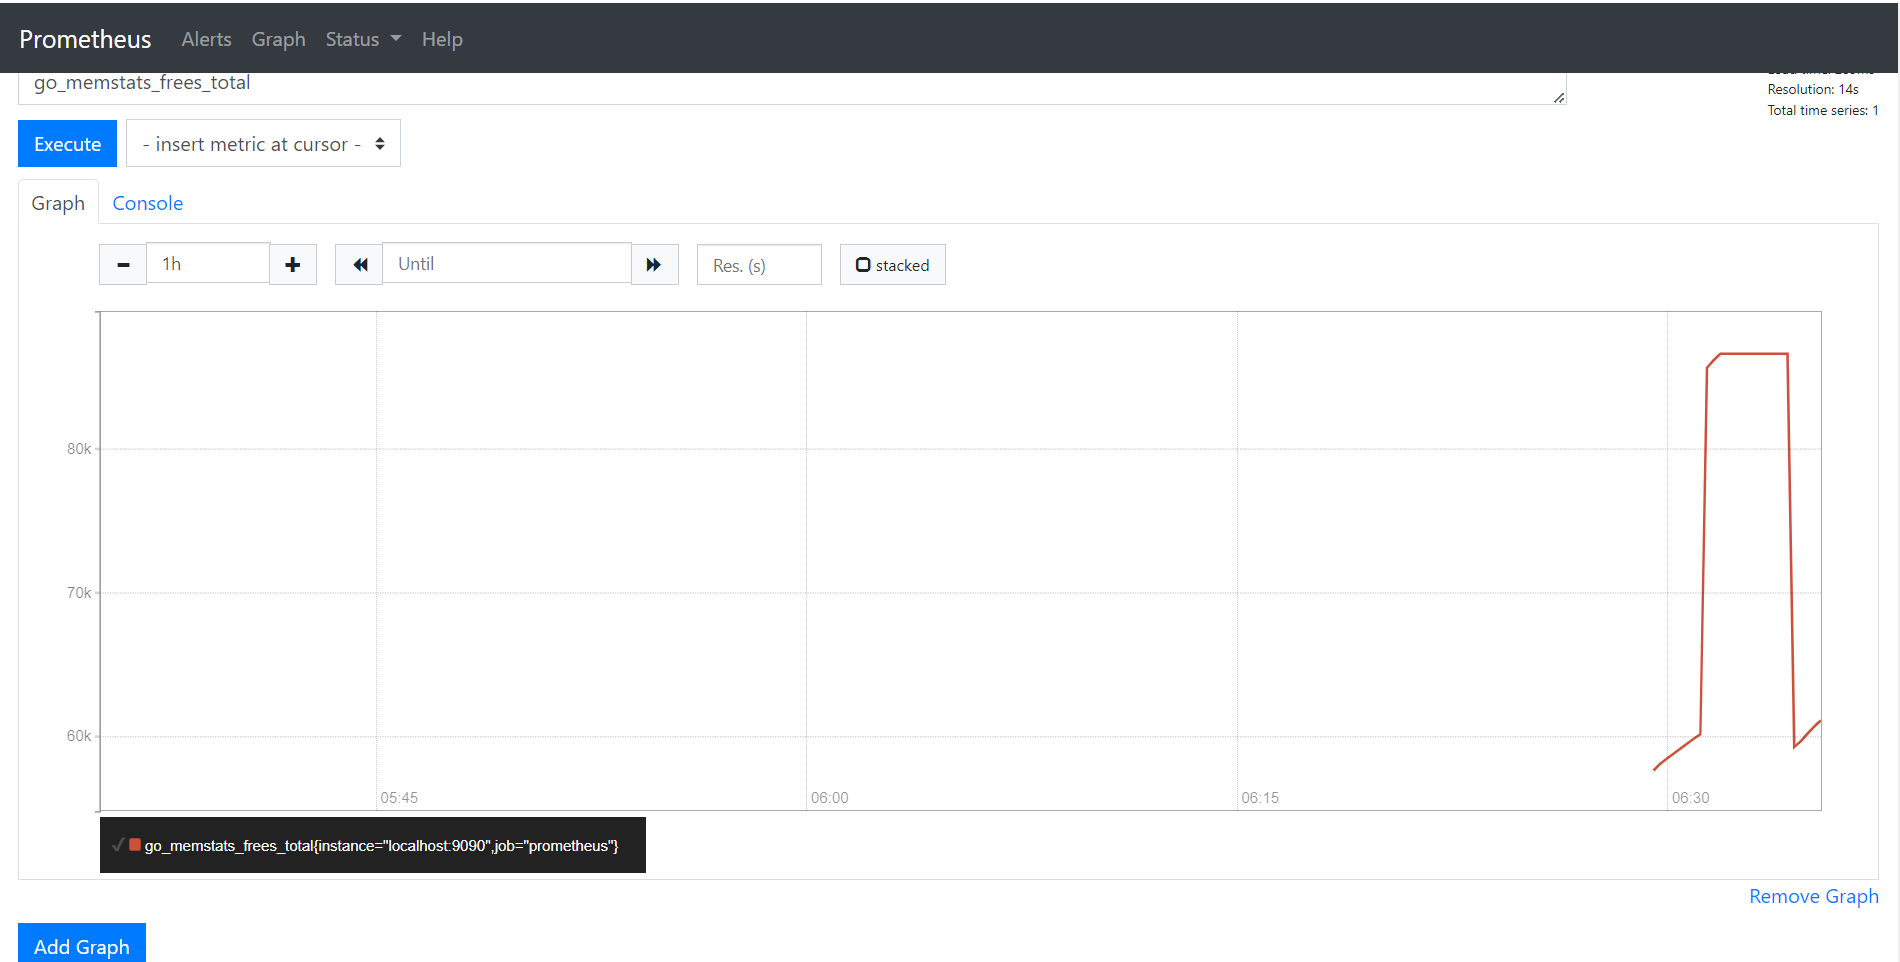 Prometheus Alerts Graph Status Help
go_memstats_frees_total
Resolution: 14s
Total time series: 1
Execute - insert metric at cursor -
Graph Console
1h Until Res. (s) stacked
80k
70k
60k
05:45 06:00 06:15 06:30
go_memstats_frees_total{instance="localhost:9090",job="prometheus"}
Remove Graph
Add Graph